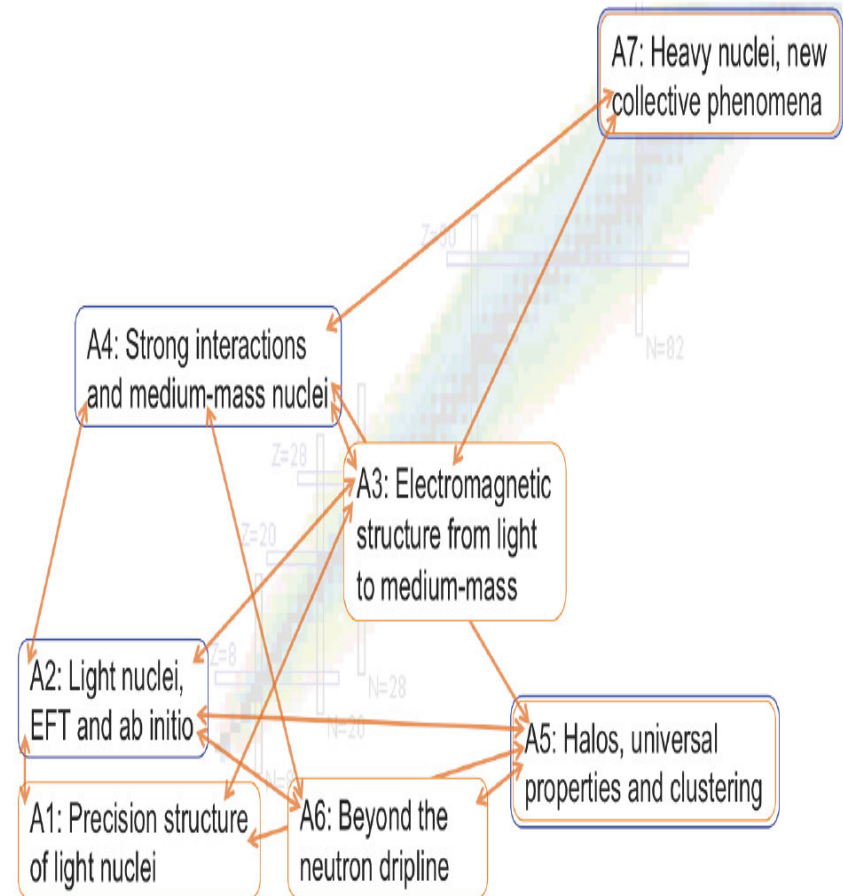 A7: Heavy nuclei, new
collective phenomena
Z=50
N=82
A4: Strong interactions
and medium-mass nuclei
Z=28
A3: Electromagnetic
structure from light
to medium-mass
Z=20
A2: Light nuclei,
EFT and ab initio
Z=8
N=28
N=20
A5: Halos, universal
properties and clustering
A1: Precision structure
of light nuclei
A6: Beyond the
neutron dripline